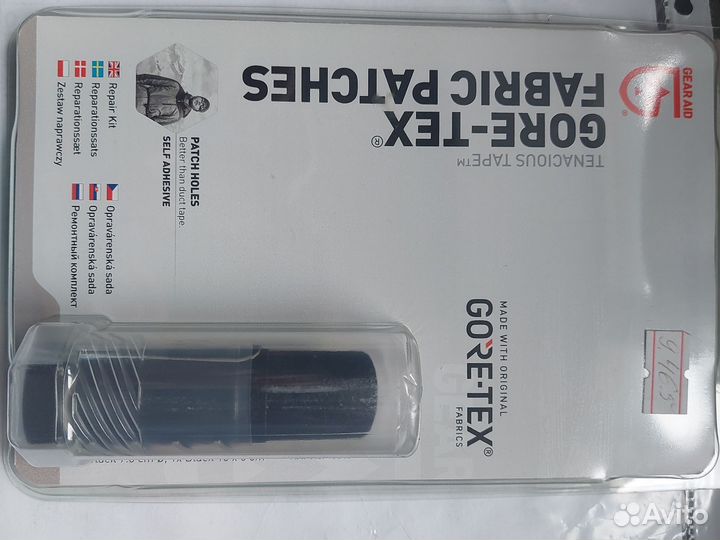 GEAR AID
TENACIOUS TAPE™
GORE-TEX®
FABRIC PATCHES
PATCH HOLES
Better than duct tape.
SELF ADHESIVE
Repair Kit
Reparationssats
Reparationssæt
Zestaw naprawczy
Opravárenská sada
Opravárenská sada
Ремонтный комплект
MADE WITH ORIGINAL
GORE-TEX®
FABRICS
Avito